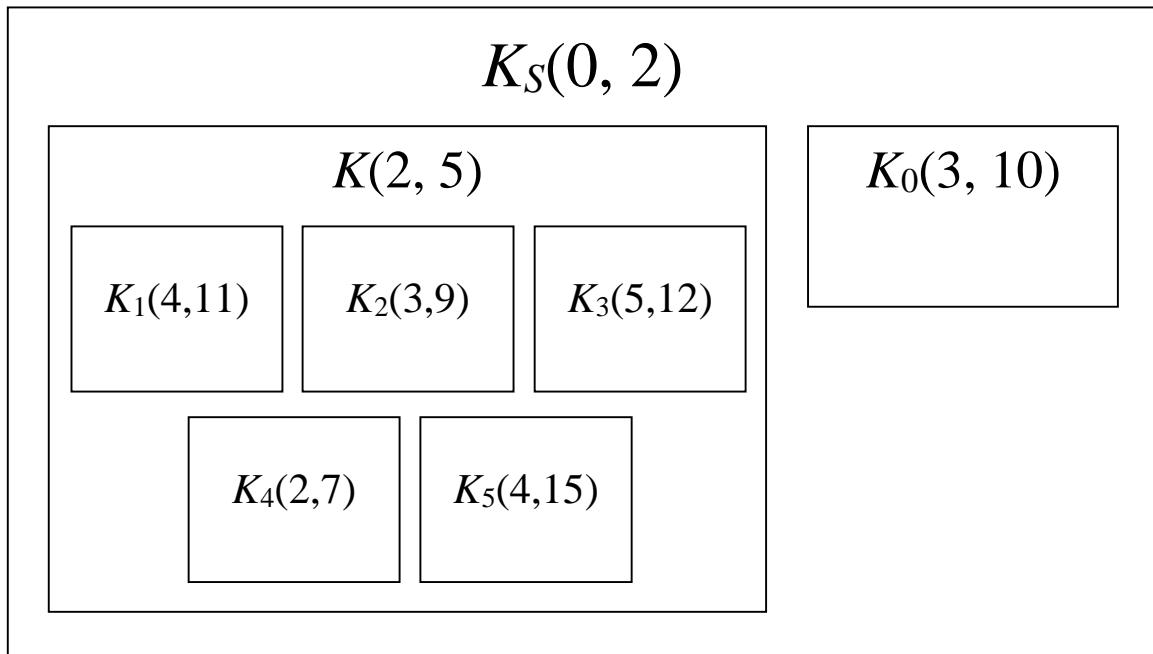 K_S(0, 2)
K(2, 5)
K_0(3, 10)
K_1(4,11)
K_2(3,9)
K_3(5,12)
K_4(2,7)
K_5(4,15)